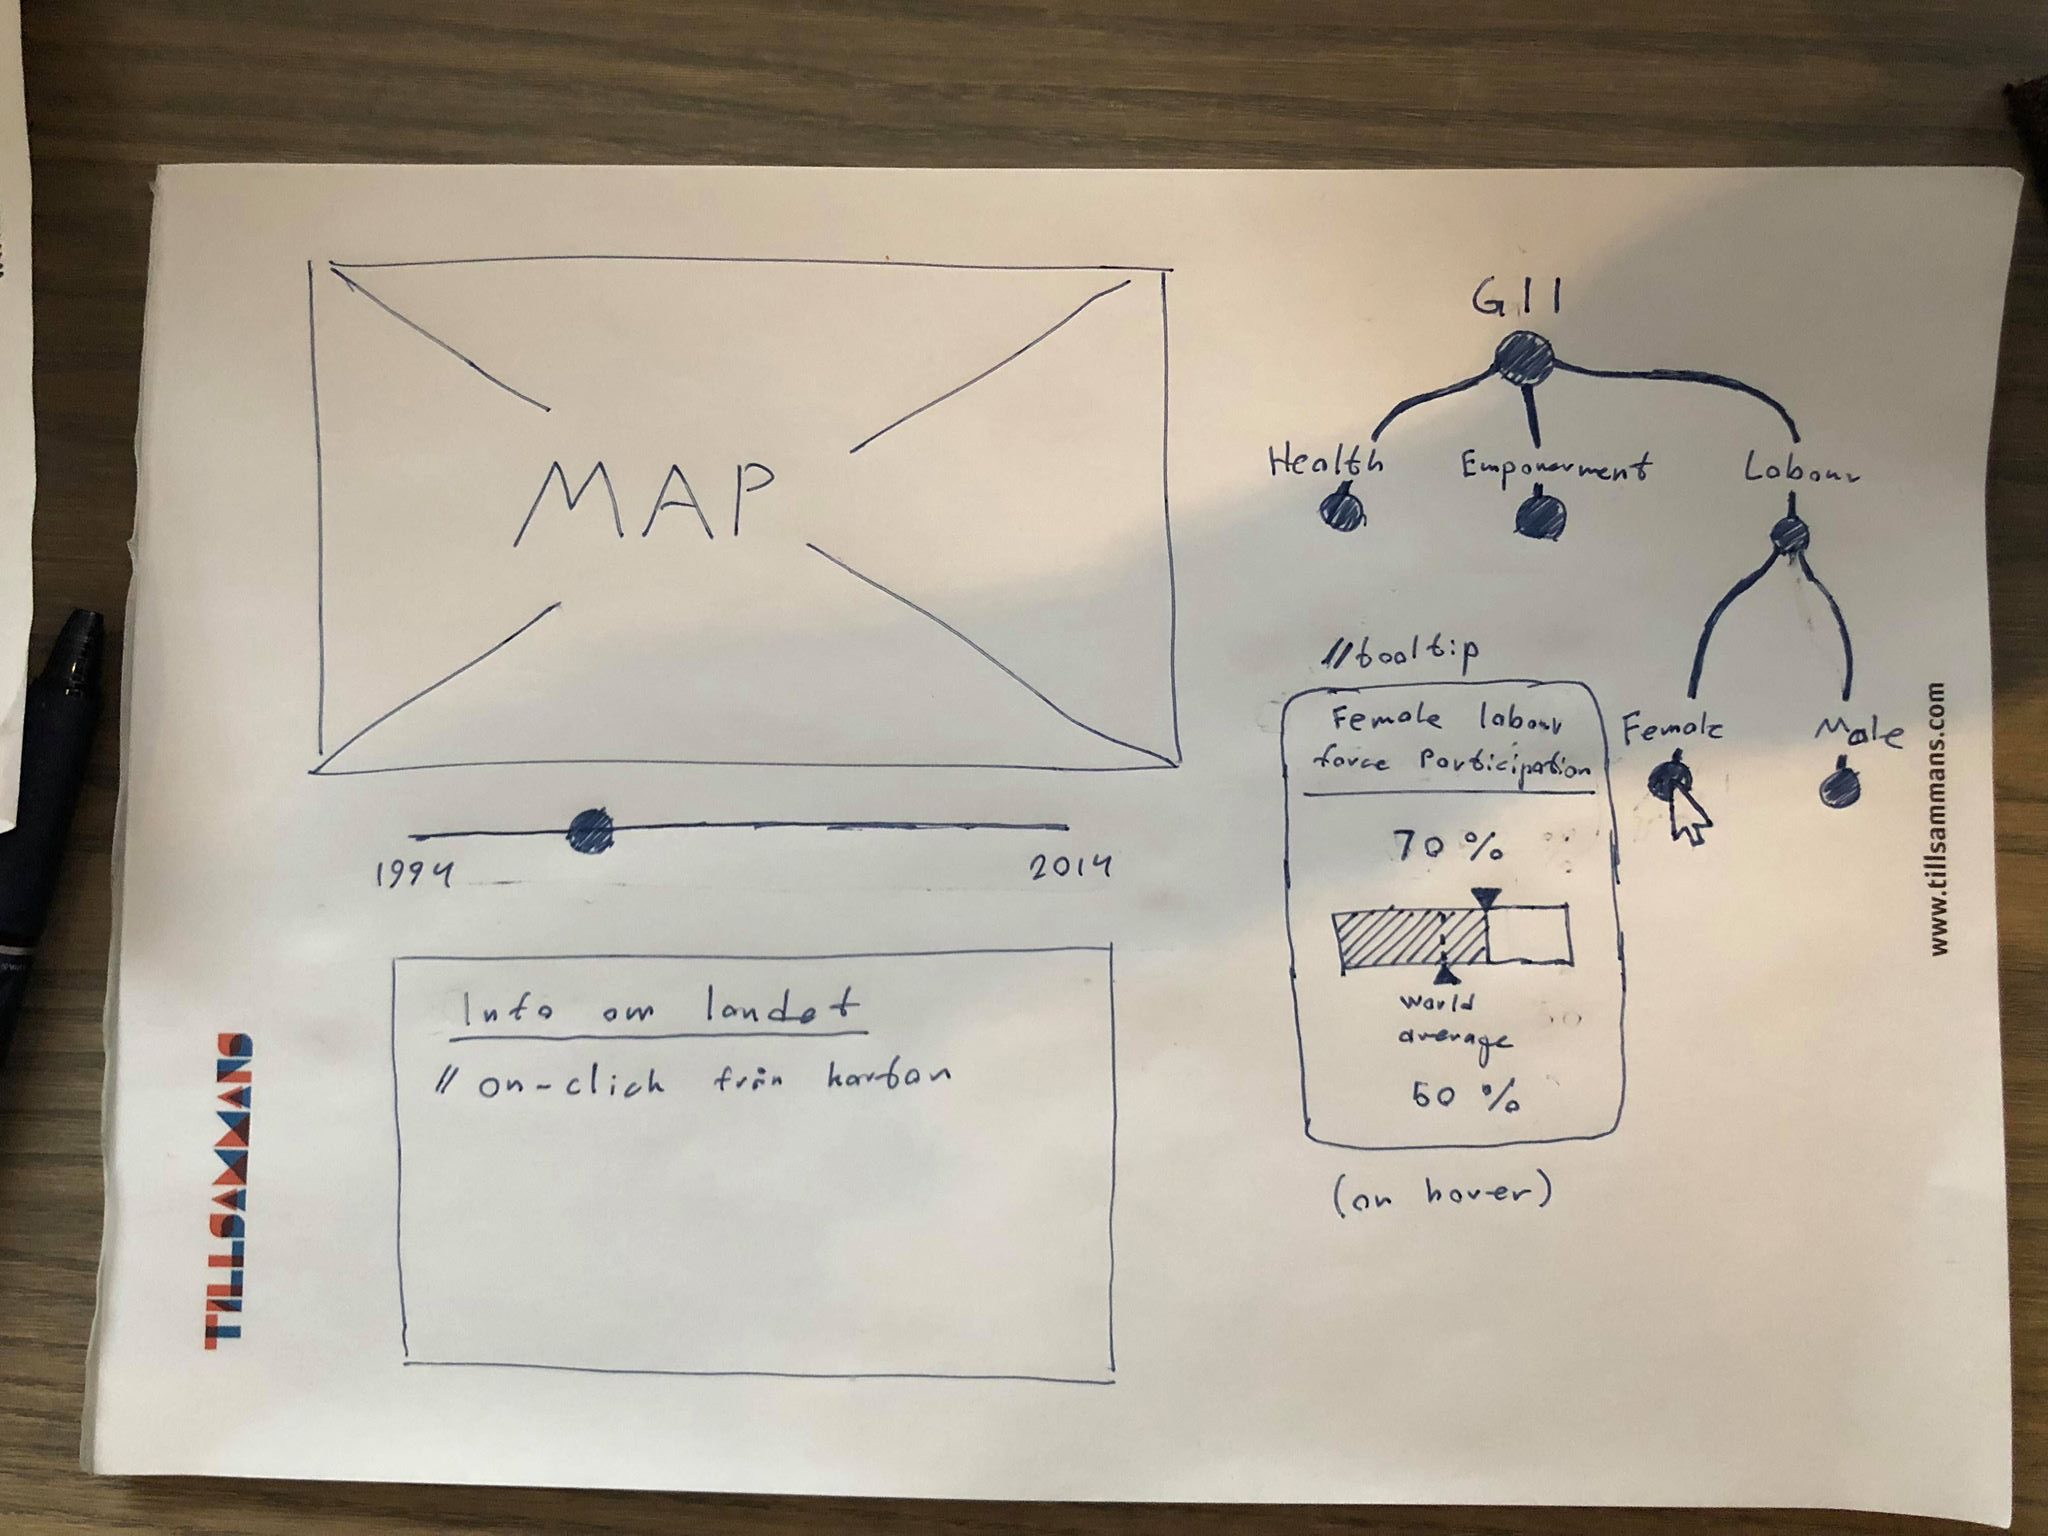 MAP
1994
2014
Info om landet
// on-click från kartan
GII
Health
Empowerment
Labour
Female
Male
//tooltip
Female labour
force Participation
70 %
World
average
50 %
(on hover)
TILLSAMMANS
www.tillsammans.com